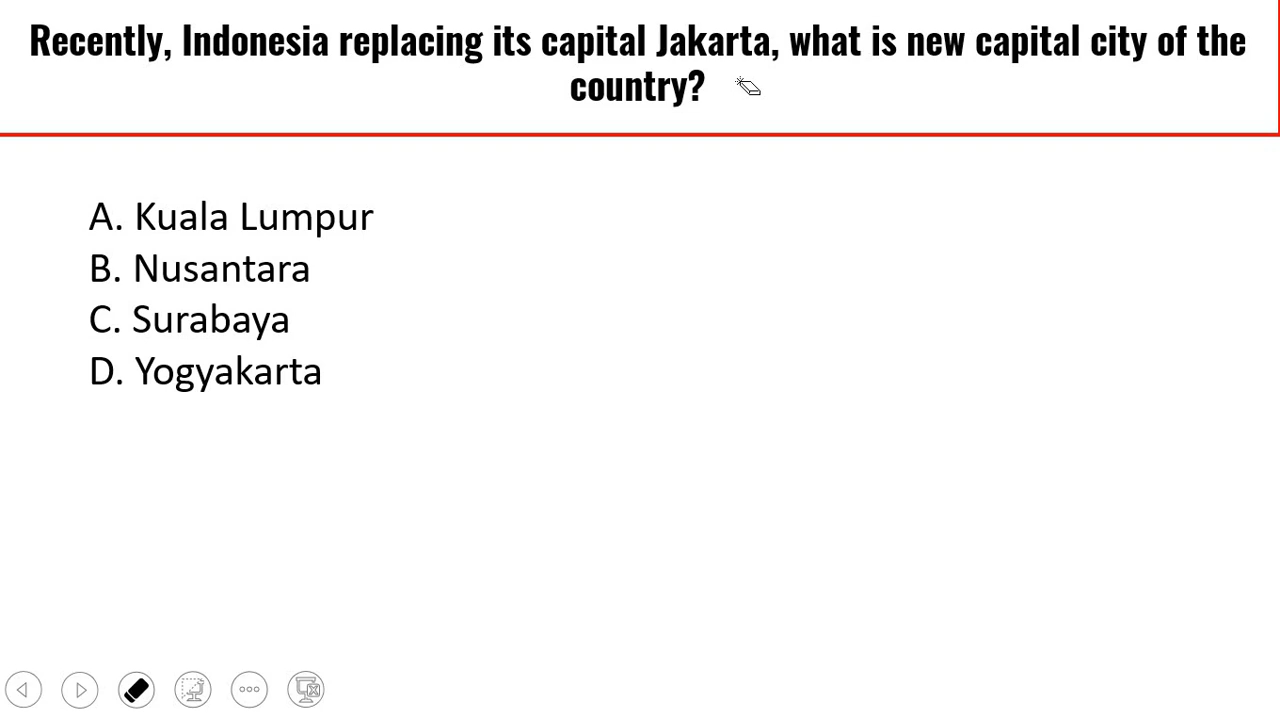 Recently, Indonesia replacing its capital Jakarta, what is new capital city of the
country?
A. Kuala Lumpur
B. Nusantara
C. Surabaya
D. Yogyakarta